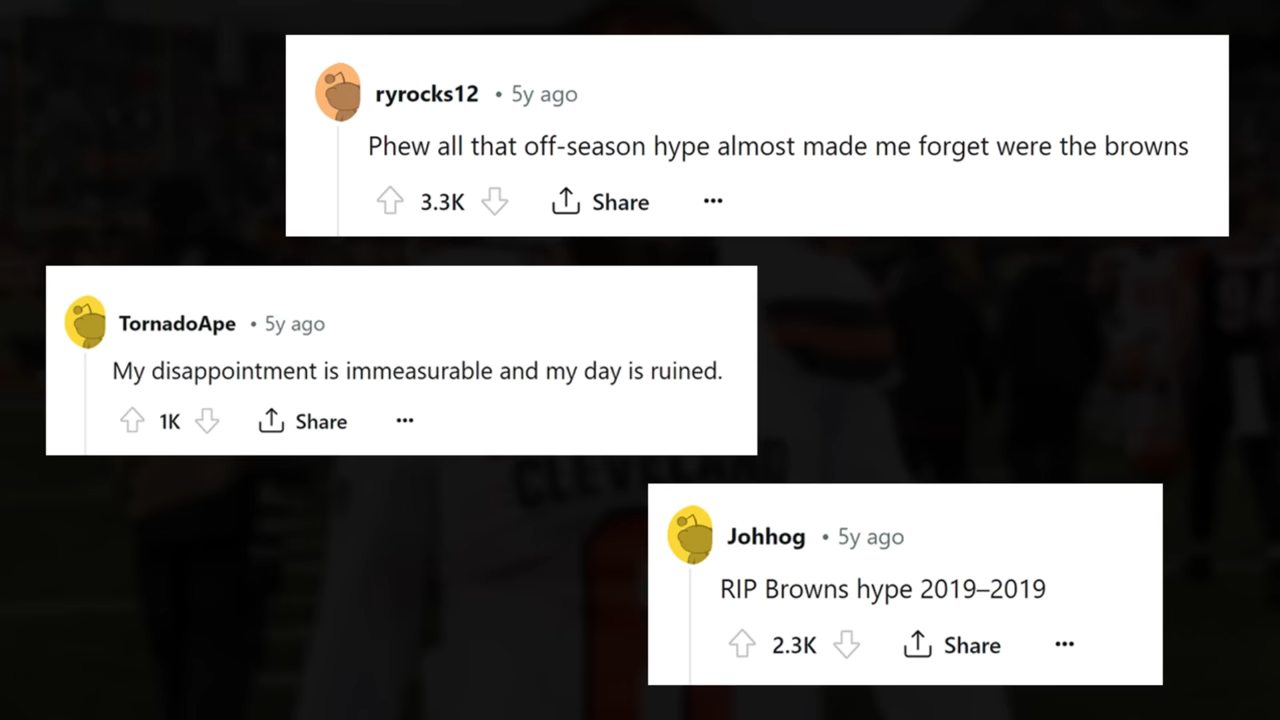 ryrocks12 • 5y ago
Phew all that off-season hype almost made me forget were the browns
3.3K Share ...
TornadoApe • 5y ago
My disappointment is immeasurable and my day is ruined.
1K Share ...
CLEVELAND
Johhog • 5y ago
RIP Browns hype 2019–2019
2.3K Share ...